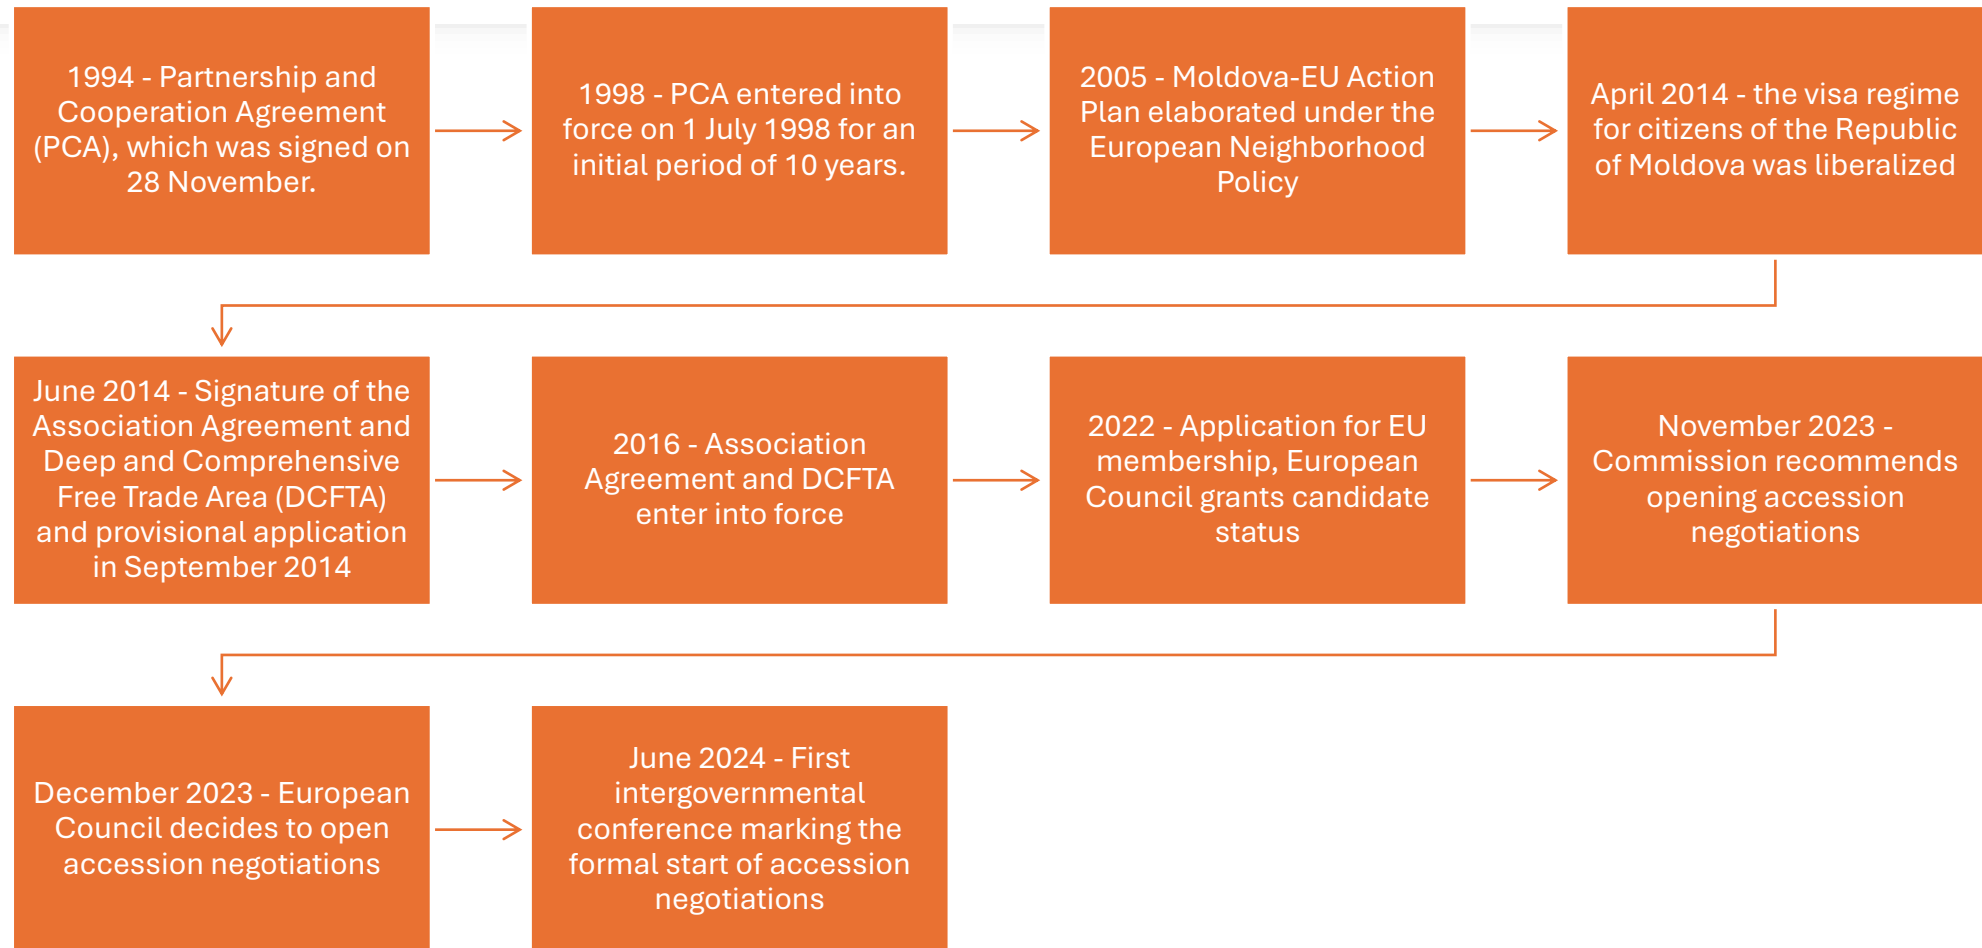 1994 - Partnership and
Cooperation Agreement
(PCA), which was signed on
28 November.
1998 - PCA entered into
force on 1 July 1998 for an
initial period of 10 years.
2005 - Moldova-EU Action
Plan elaborated under the
European Neighborhood
Policy
April 2014 - the visa regime
for citizens of the Republic
of Moldova was liberalized
June 2014 - Signature of the
Association Agreement and
Deep and Comprehensive
Free Trade Area (DCFTA)
and provisional application
in September 2014
2016 - Association
Agreement and DCFTA
enter into force
2022 - Application for EU
membership, European
Council grants candidate
status
November 2023 -
Commission recommends
opening accession
negotiations
December 2023 - European
Council decides to open
accession negotiations
June 2024 - First
intergovernmental
conference marking the
formal start of accession
negotiations